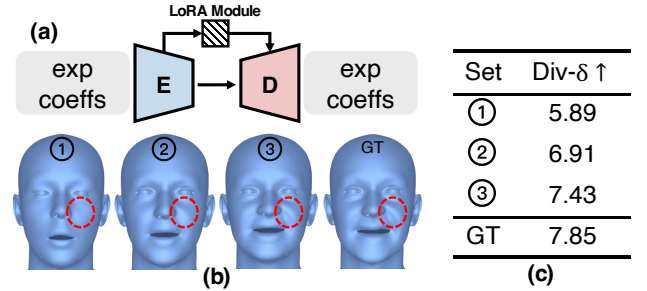 LoRA Module
(a)
exp
coeffs
E
D
exp
coeffs
① ② ③ GT
(b)
Set Div-δ ↑
① 5.89
② 6.91
③ 7.43
GT 7.85
(c)